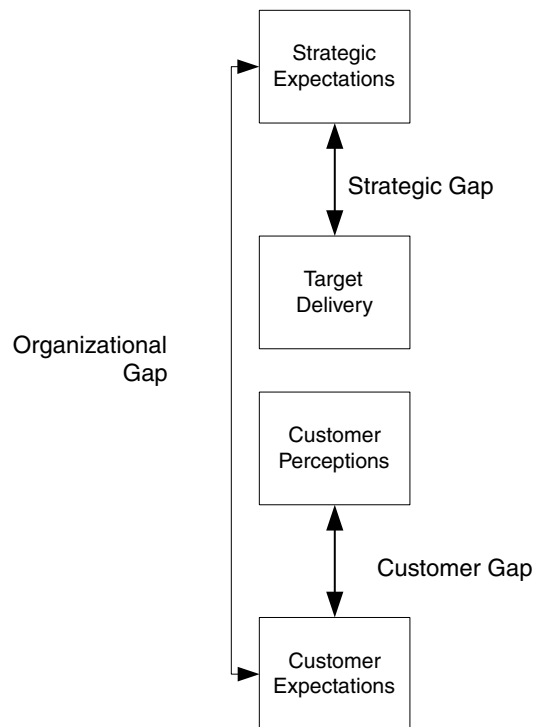 Strategic
Expectations
Strategic Gap
Target
Delivery
Organizational
Gap
Customer
Perceptions
Customer Gap
Customer
Expectations